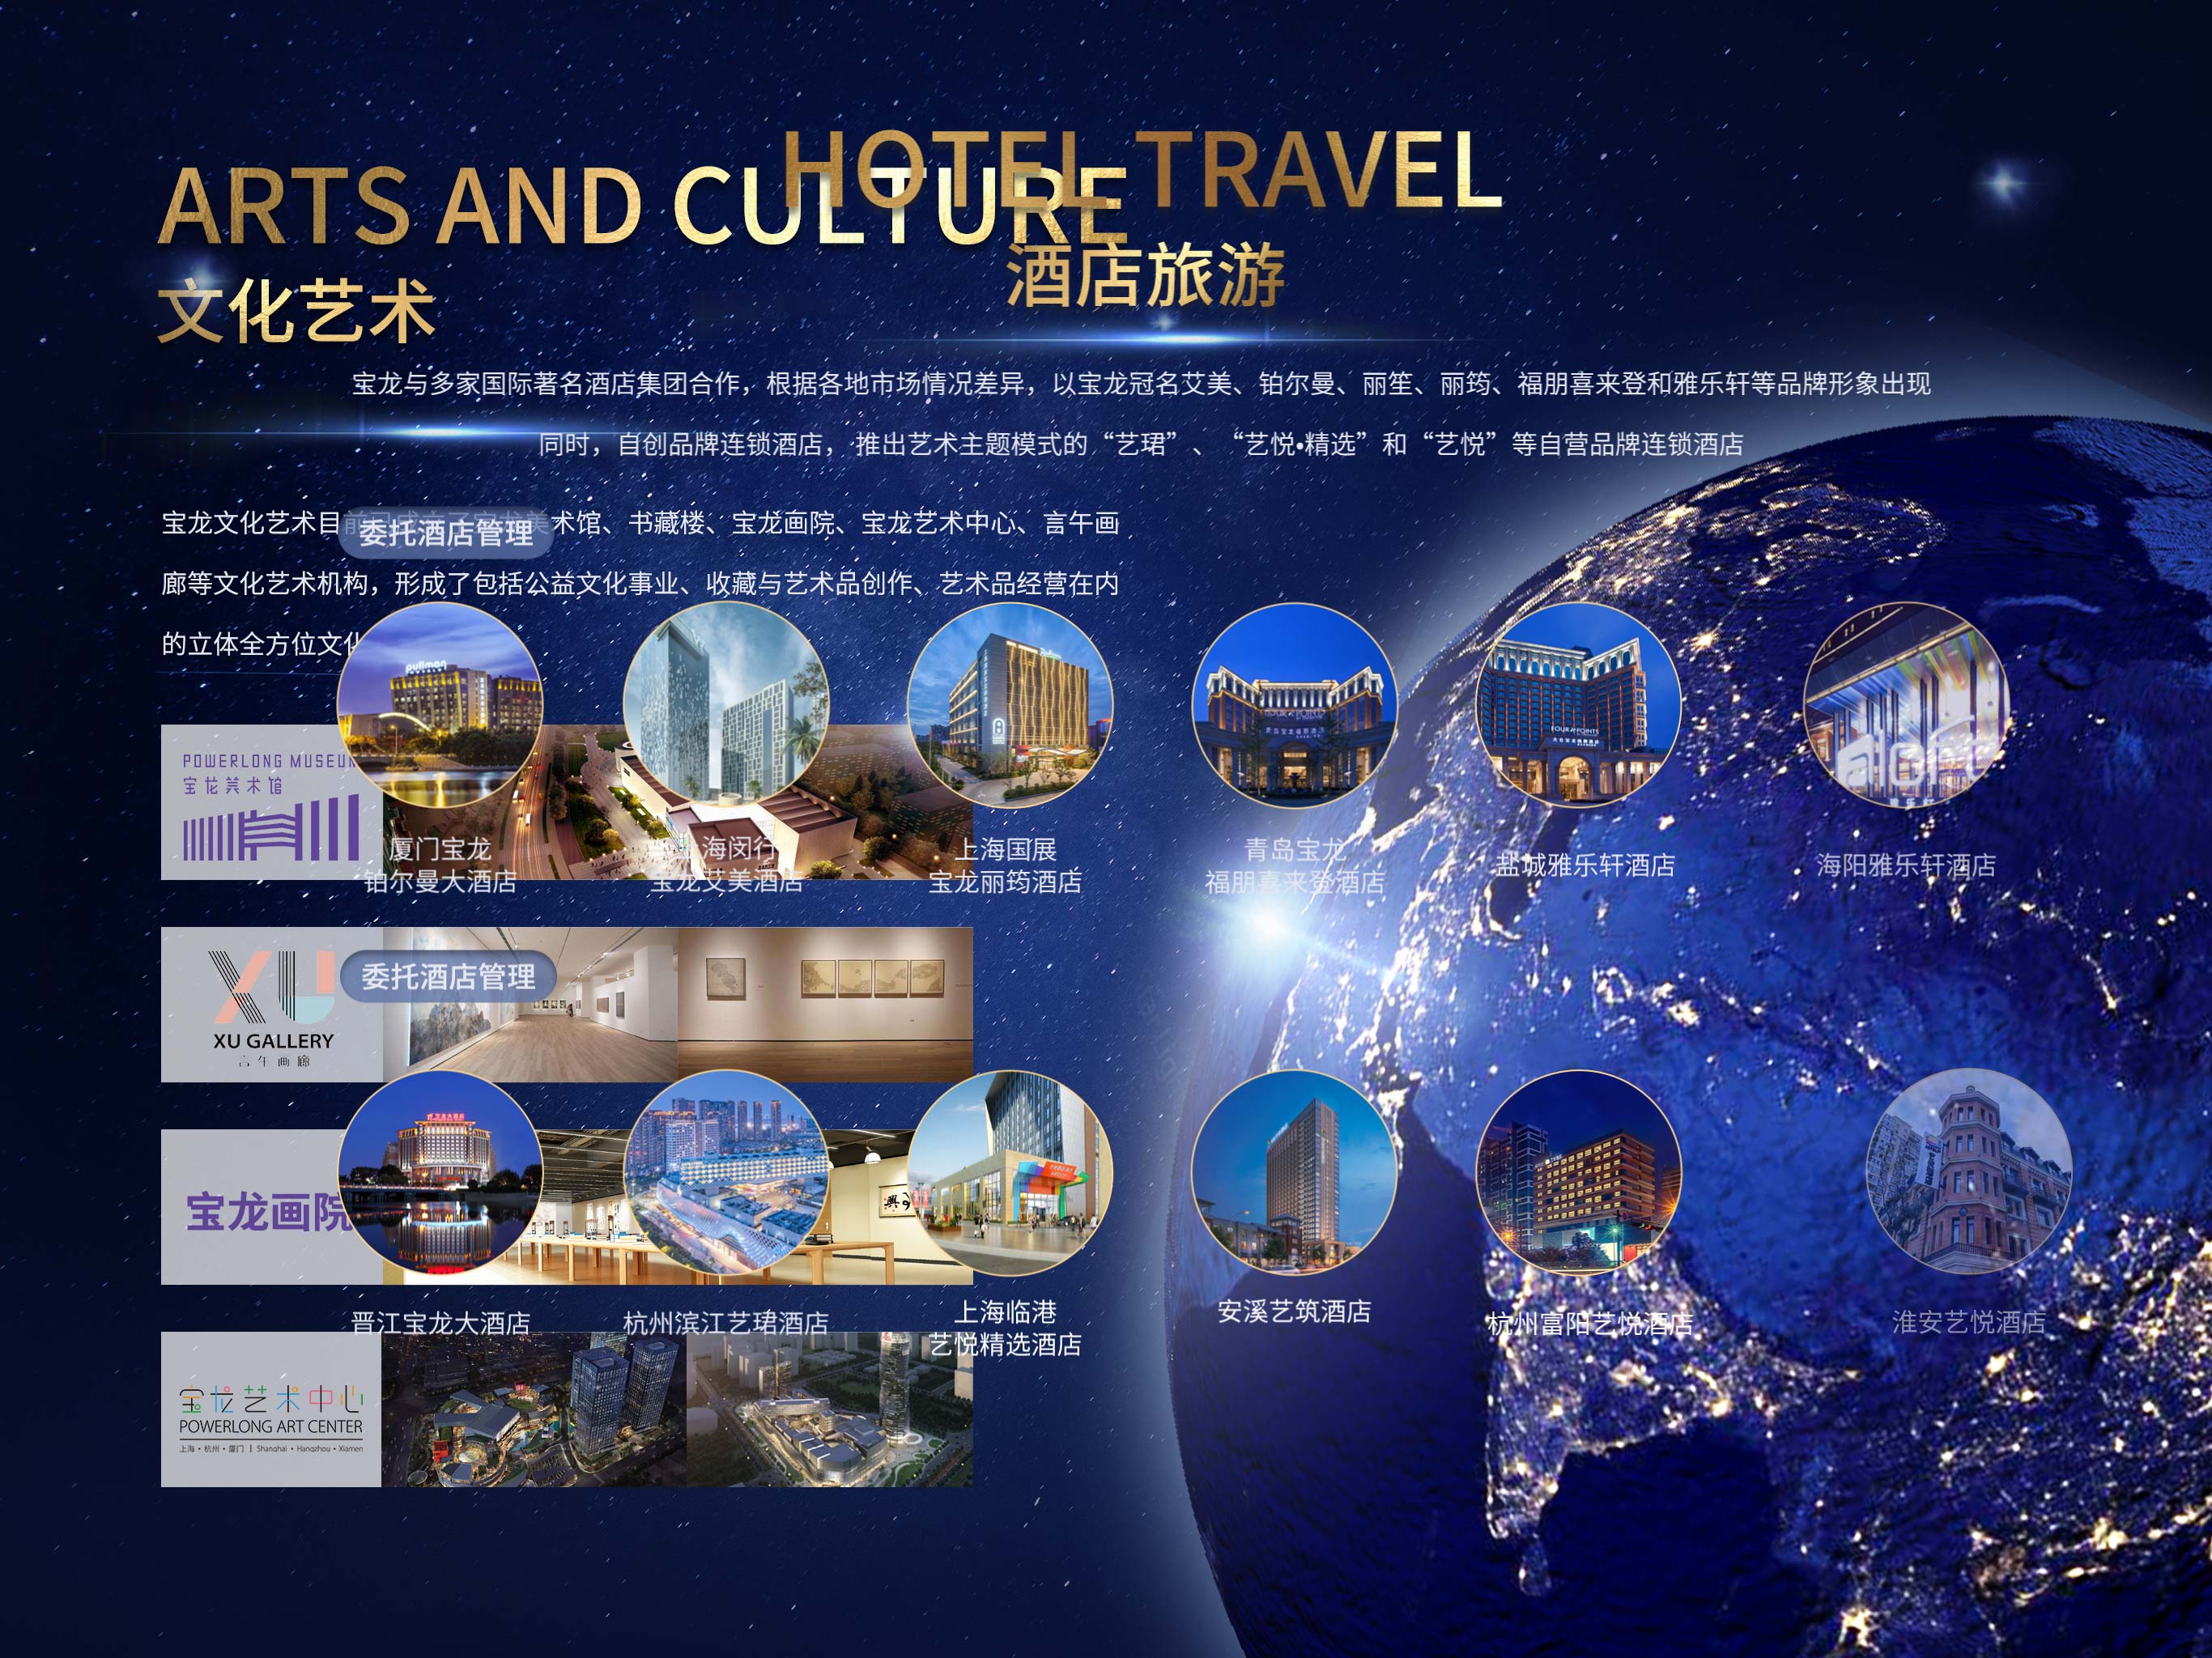 HOTEL TRAVEL
ARTS AND CULTURE
酒店旅游
文化艺术
宝龙与多家国际著名酒店集团合作，根据各地市场情况差异，以宝龙冠名艾美、铂尔曼、丽笙、丽筠、福朋喜来登和雅乐轩等品牌形象出现
同时，自创品牌连锁酒店，推出艺术主题模式的“艺珺”、“艺悦•精选”和“艺悦”等自营品牌连锁酒店
宝龙文化艺术目
术馆、书藏楼、宝龙画院、宝龙艺术中心、言午画
委托酒店管理
廊等文化艺术机构，形成了包括公益文化事业、收藏与艺术品创作、艺术品经营在内
的立体全方位文化
pullman
FOUR POINTS
aloft
POWERLONG MUSEUM
宝龙美术馆
厦门宝龙
铂尔曼大酒店
上海闵行
宝龙艾美酒店
上海国展
宝龙丽筠酒店
青岛宝龙
福朋喜来登酒店
盐城雅乐轩酒店
海阳雅乐轩酒店
XU
XU GALLERY
言午画廊
委托酒店管理
宝龙画院
晋江宝龙大酒店
杭州滨江艺珺酒店
上海临港
艺悦精选酒店
安溪艺筑酒店
杭州富阳艺悦酒店
淮安艺悦酒店
宝龙艺术中心
POWERLONG ART CENTER
上海・杭州・厦门 | Shanghai・Hangzhou・Xiamen